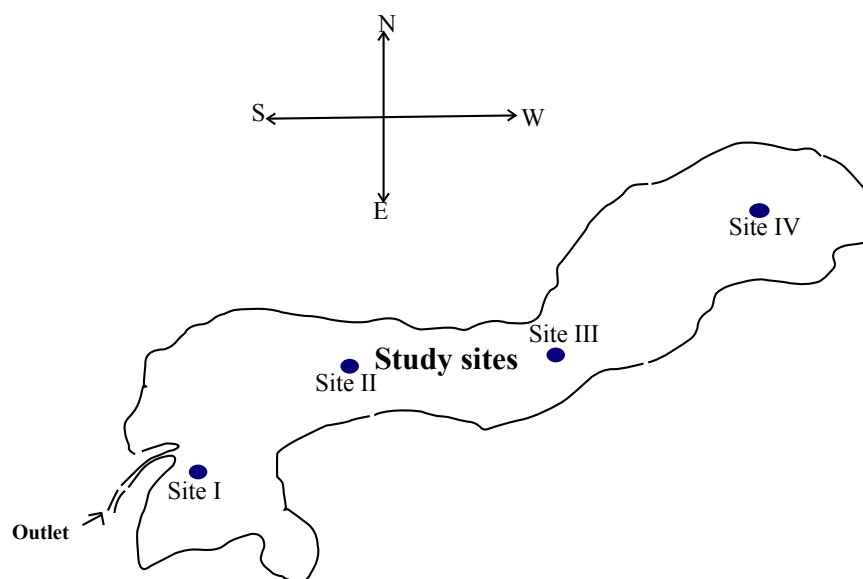 N
S
W
E
Site IV
Site III
Study sites
Site II
Site I
Outlet